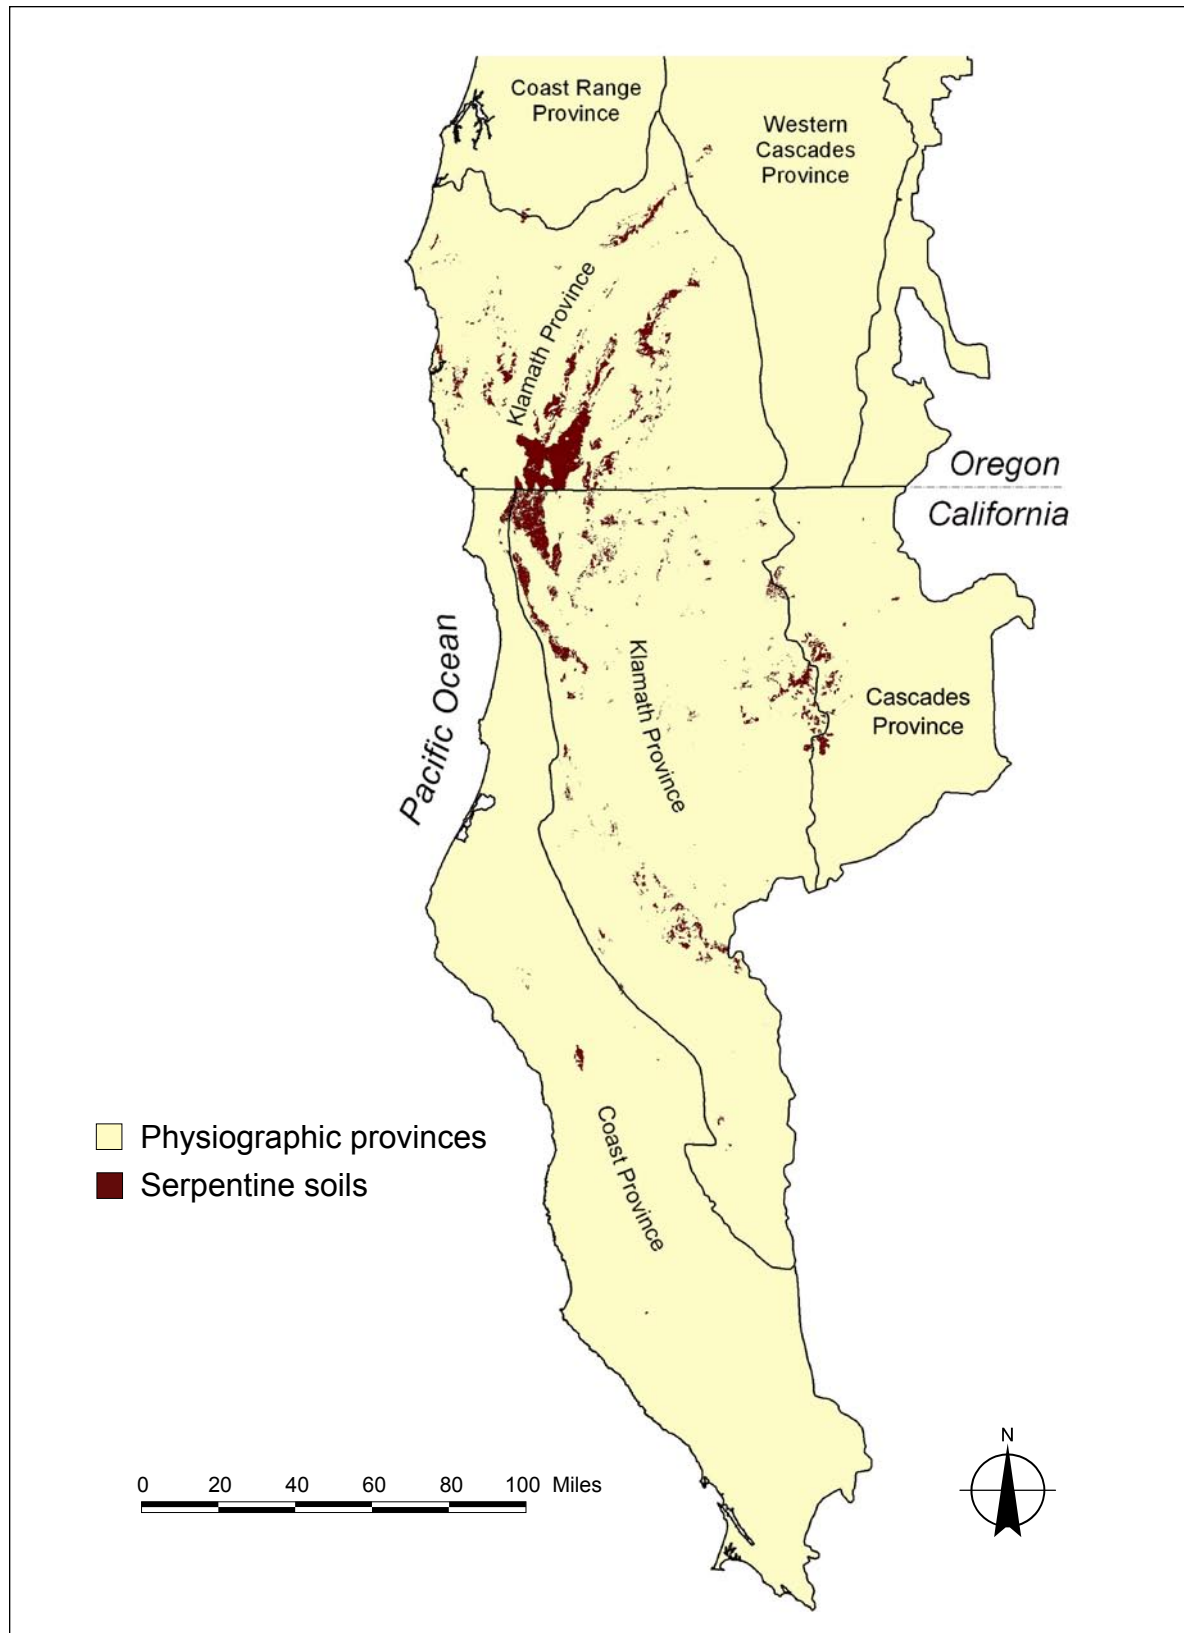 Coast Range
Province
Western
Cascades
Province
Klamath Province
Oregon
California
Pacific Ocean
Klamath Province
Cascades
Province
Physiographic provinces
Serpentine soils
Coast Province
0 20 40 60 80 100 Miles
N